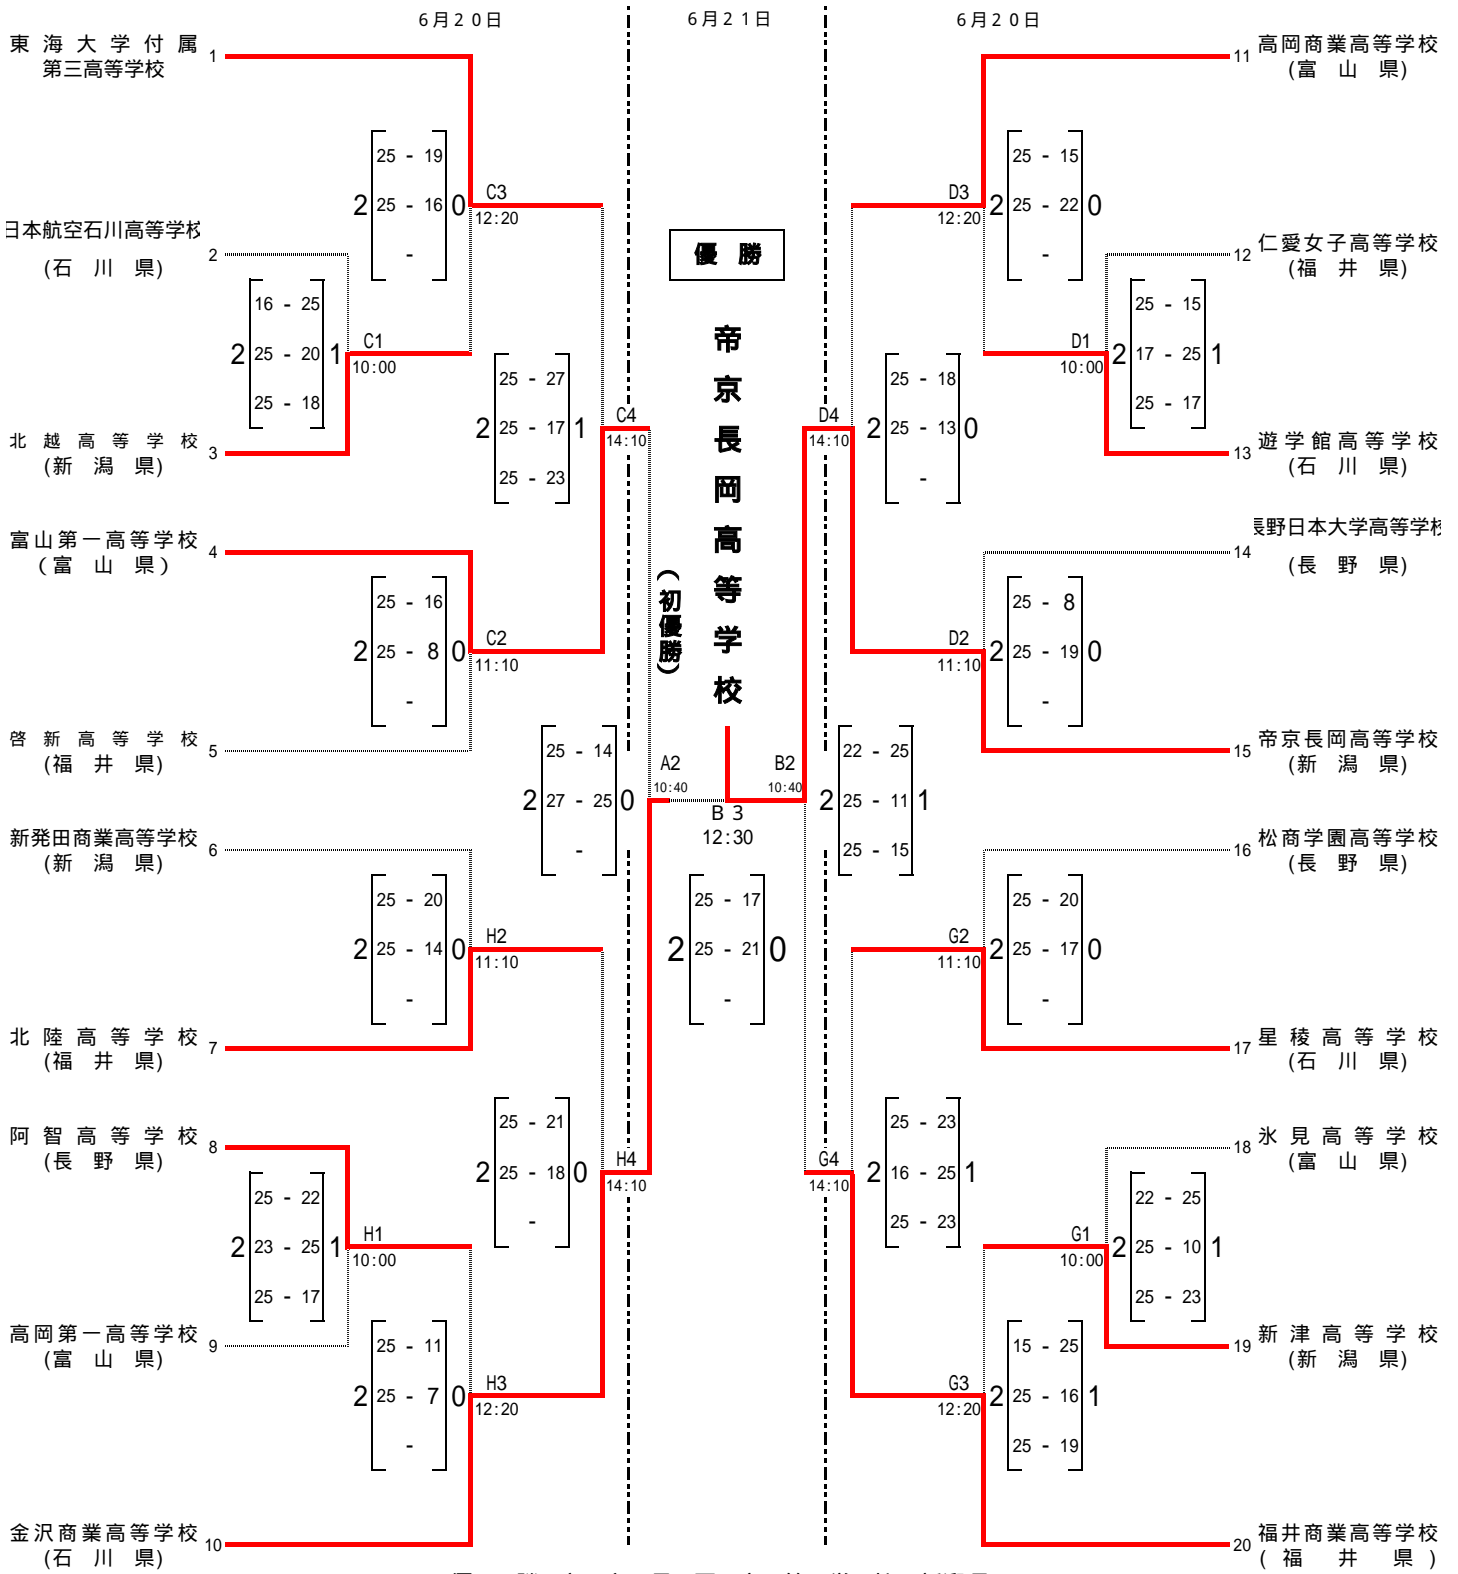 6月２０日
6月２１日
6月２０日
東海大学付属
第三高等学校
1
日本航空石川高等学校
(石川県)
2
北越高等学校
(新潟県)
3
富山第一高等学校
（富山県）
4
啓新高等学校
(福井県)
5
新発田商業高等学校
(新潟県)
6
北陸高等学校
(福井県)
7
阿智高等学校
(長野県)
8
高岡第一高等学校
(富山県)
9
金沢商業高等学校
(石川県)
10
C3
12:20
2
25 - 19
25 - 16
-
0
C1
10:00
2
16 - 25
25 - 20
25 - 18
1
C4
14:10
2
25 - 27
25 - 17
25 - 23
1
C2
11:10
2
25 - 16
25 - 8
-
0
A2
10:40
2
25 - 14
27 - 25
-
0
H2
11:10
2
25 - 20
25 - 14
-
0
H4
14:10
2
25 - 21
25 - 18
-
0
H1
10:00
2
25 - 22
23 - 25
25 - 17
1
H3
12:20
2
25 - 11
25 - 7
-
0
優勝
帝京長岡高等学校
(初優勝)
B３
12:30
2
25 - 17
25 - 21
-
0
D3
12:20
2
25 - 15
25 - 22
-
0
D1
10:00
2
25 - 15
17 - 25
25 - 17
1
D4
14:10
2
25 - 18
25 - 13
-
0
D2
11:10
2
25 - 8
25 - 19
-
0
B2
10:40
2
22 - 25
25 - 11
25 - 15
1
G2
11:10
2
25 - 20
25 - 17
-
0
G4
14:10
2
25 - 23
16 - 25
25 - 23
1
G1
10:00
2
22 - 25
25 - 10
25 - 23
1
G3
12:20
2
15 - 25
25 - 16
25 - 19
1
11
高岡商業高等学校
(富山県)
12
仁愛女子高等学校
(福井県)
13
遊学館高等学校
(石川県)
14
長野日本大学高等学校
(長野県)
15
帝京長岡高等学校
(新潟県)
16
松商学園高等学校
(長野県)
17
星稜高等学校
(石川県)
18
氷見高等学校
(富山県)
19
新津高等学校
(新潟県)
20
福井商業高等学校
(福井県)